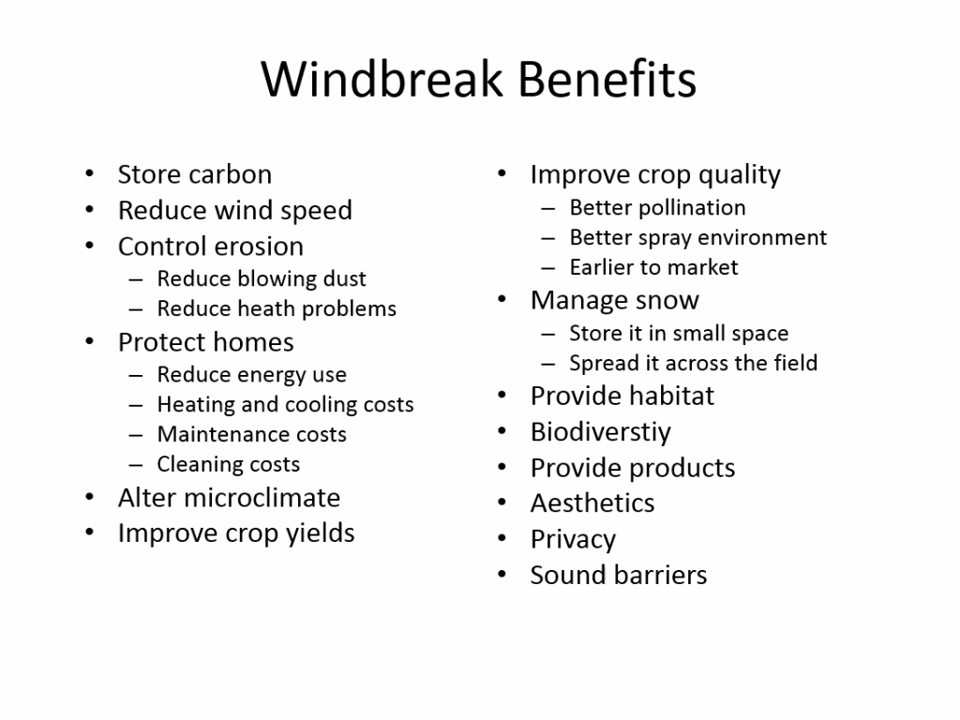 Windbreak Benefits
• Store carbon
• Reduce wind speed
• Control erosion
– Reduce blowing dust
– Reduce heath problems
• Protect homes
– Reduce energy use
– Heating and cooling costs
– Maintenance costs
– Cleaning costs
• Alter microclimate
• Improve crop yields
• Improve crop quality
– Better pollination
– Better spray environment
– Earlier to market
• Manage snow
– Store it in small space
– Spread it across the field
• Provide habitat
• Biodiverstiy
• Provide products
• Aesthetics
• Privacy
• Sound barriers